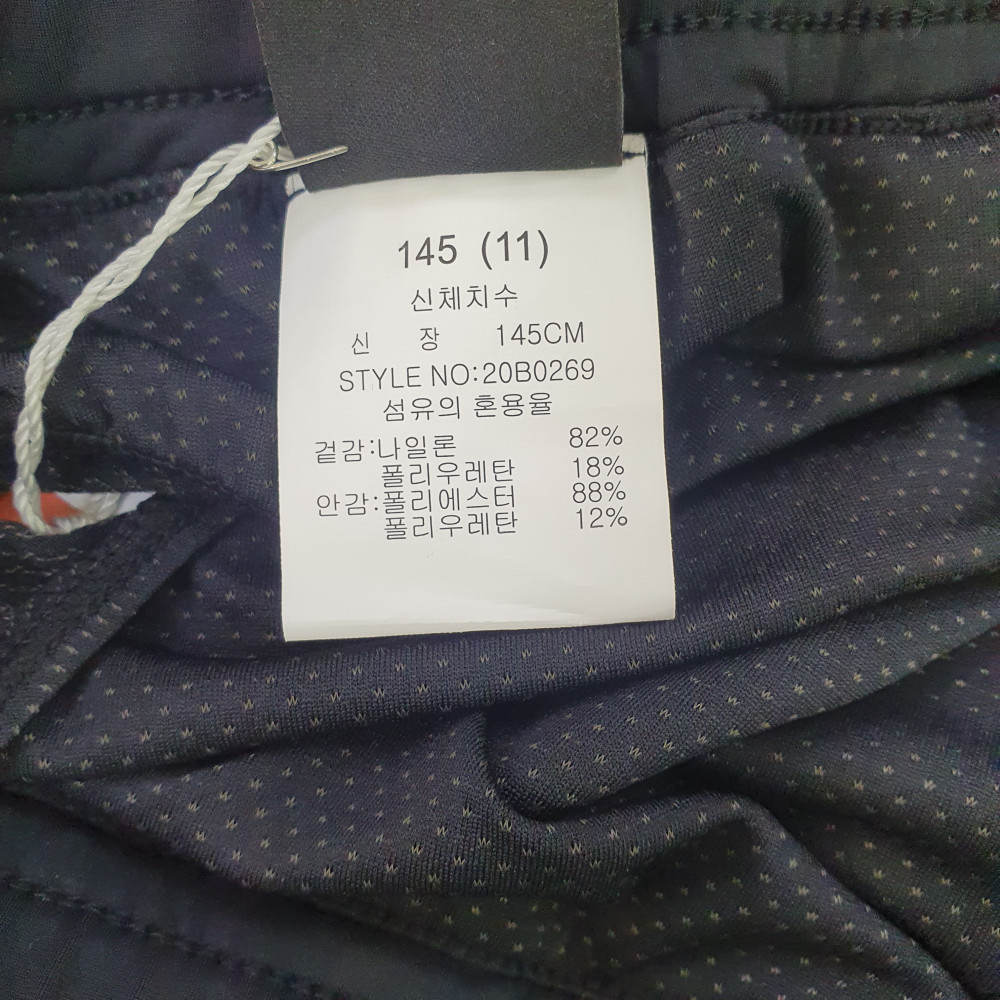 145 (11)
신체치수
신 장 145CM
STYLE NO:20B0269
섬유의 혼용율
겉감:나일론 82%
폴리우레탄 18%
안감:폴리에스터 88%
폴리우레탄 12%